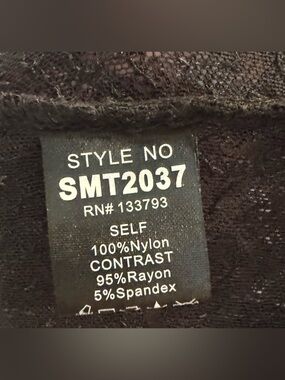 STYLE NO
SMT2037
RN# 133793
SELF
100%Nylon
CONTRAST
95%Rayon
5%Spandex